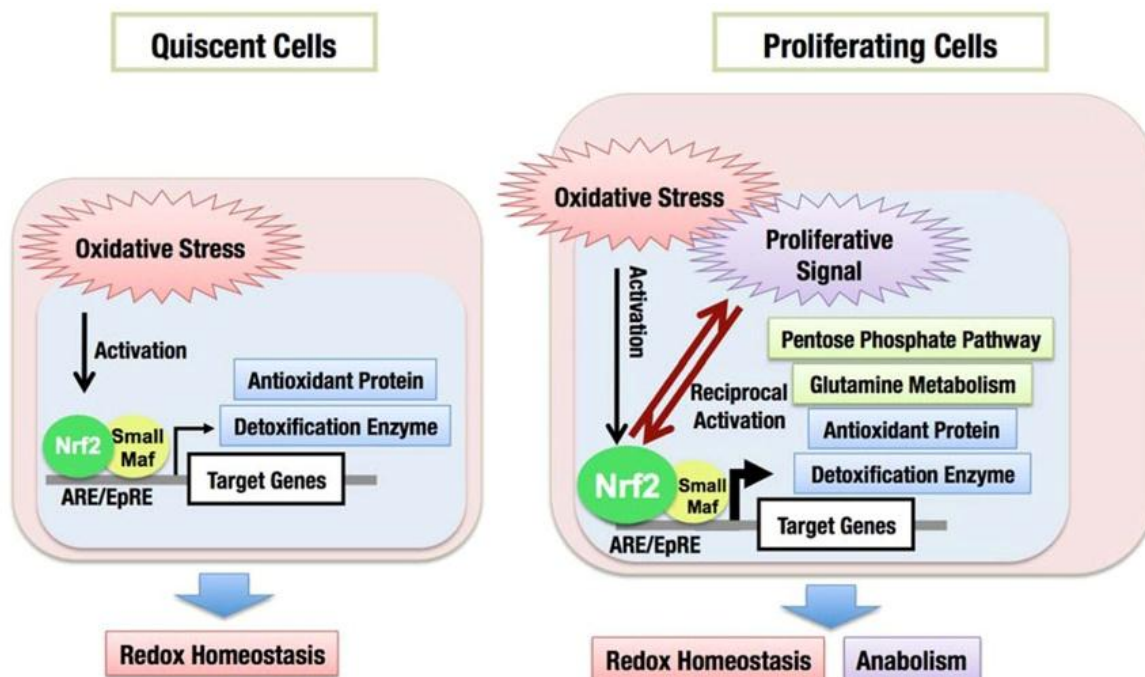 Quiscent Cells
Oxidative Stress
Activation
Antioxidant Protein
Detoxification Enzyme
Nrf2
Small
Maf
ARE/EpRE
Target Genes
Redox Homeostasis
Proliferating Cells
Oxidative Stress
Proliferative
Signal
Activation
Reciprocal
Activation
Pentose Phosphate Pathway
Glutamine Metabolism
Antioxidant Protein
Detoxification Enzyme
Nrf2
Small
Maf
ARE/EpRE
Target Genes
Redox Homeostasis
Anabolism